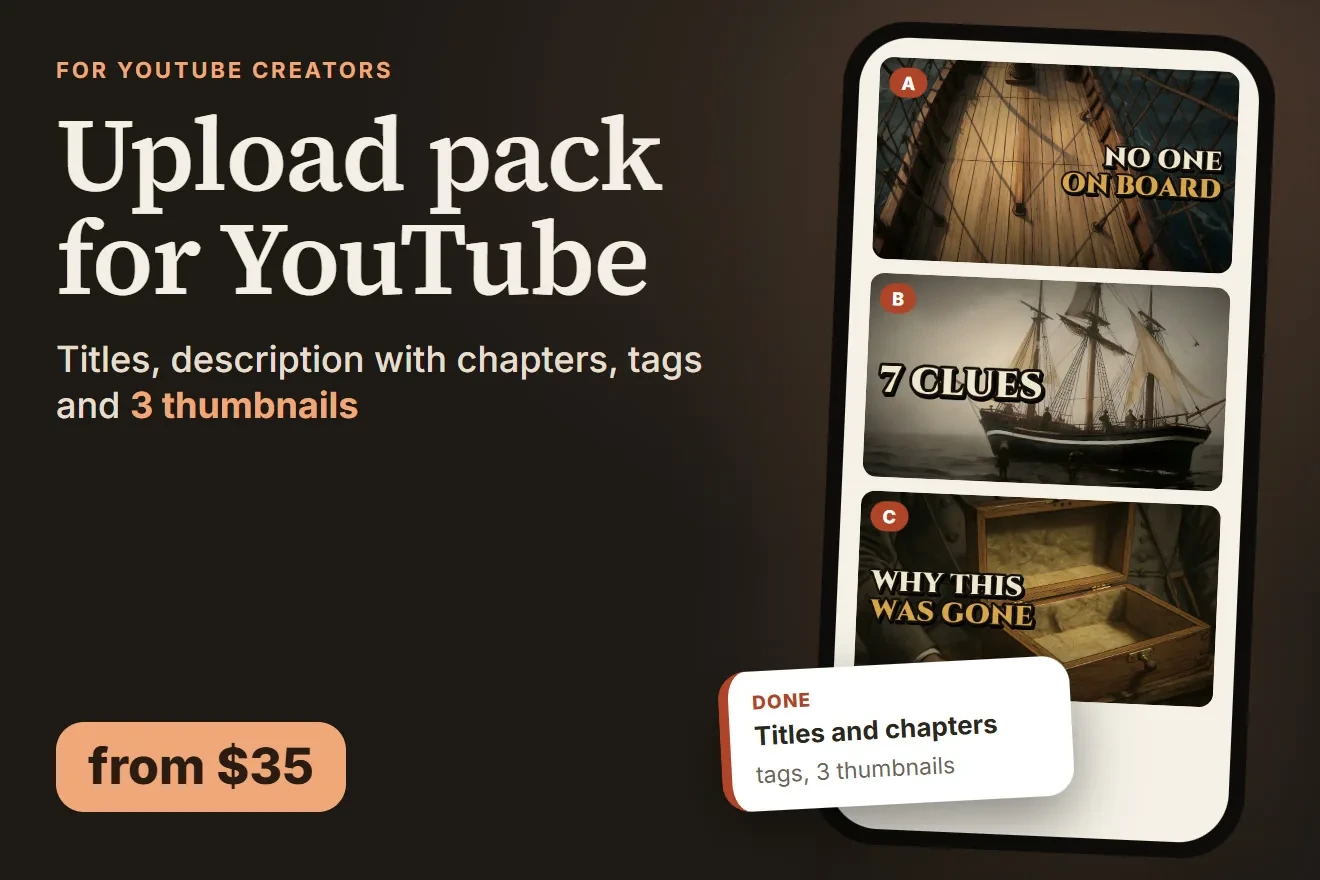 FOR YOUTUBE CREATORS
Upload pack
for YouTube
Titles, description with chapters, tags
and 3 thumbnails
from $35
A
NO ONE
ON BOARD
B
7 CLUES
C
WHY THIS
WAS GONE
DONE
Titles and chapters
tags, 3 thumbnails